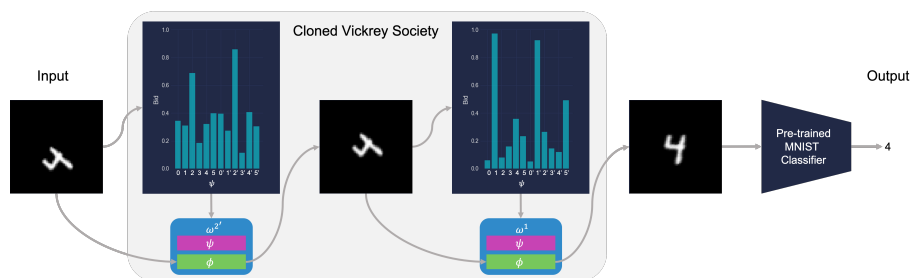 Cloned Vickrey Society
Input
Output
1.0
0.8
0.6
0.4
0.2
0.0
Bid
0 1 2 3 4 5 0' 1' 2' 3' 4' 5'
ψ
1.0
0.8
0.6
0.4
0.2
0.0
Bid
0 1 2 3 4 5 0' 1' 2' 3' 4' 5'
ψ
4
Pre-trained
MNIST
Classifier
4
ω²′
ψ
ϕ
ω¹
ψ
ϕ